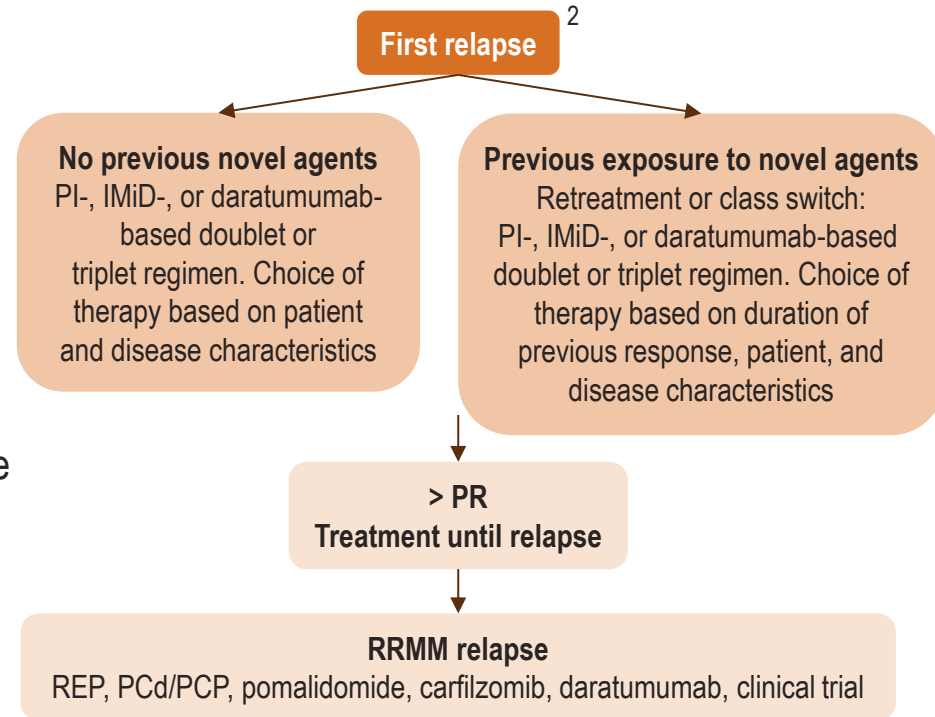 First relapse
2
No previous novel agents
PI-, IMiD-, or daratumumab-
based doublet or
triplet regimen. Choice of
therapy based on patient
and disease characteristics
Previous exposure to novel agents
Retreatment or class switch:
PI-, IMiD-, or daratumumab-based
doublet or triplet regimen. Choice of
therapy based on duration of
previous response, patient, and
disease characteristics
e
> PR
Treatment until relapse
RRMM relapse
REP, PCd/PCP, pomalidomide, carfilzomib, daratumumab, clinical trial